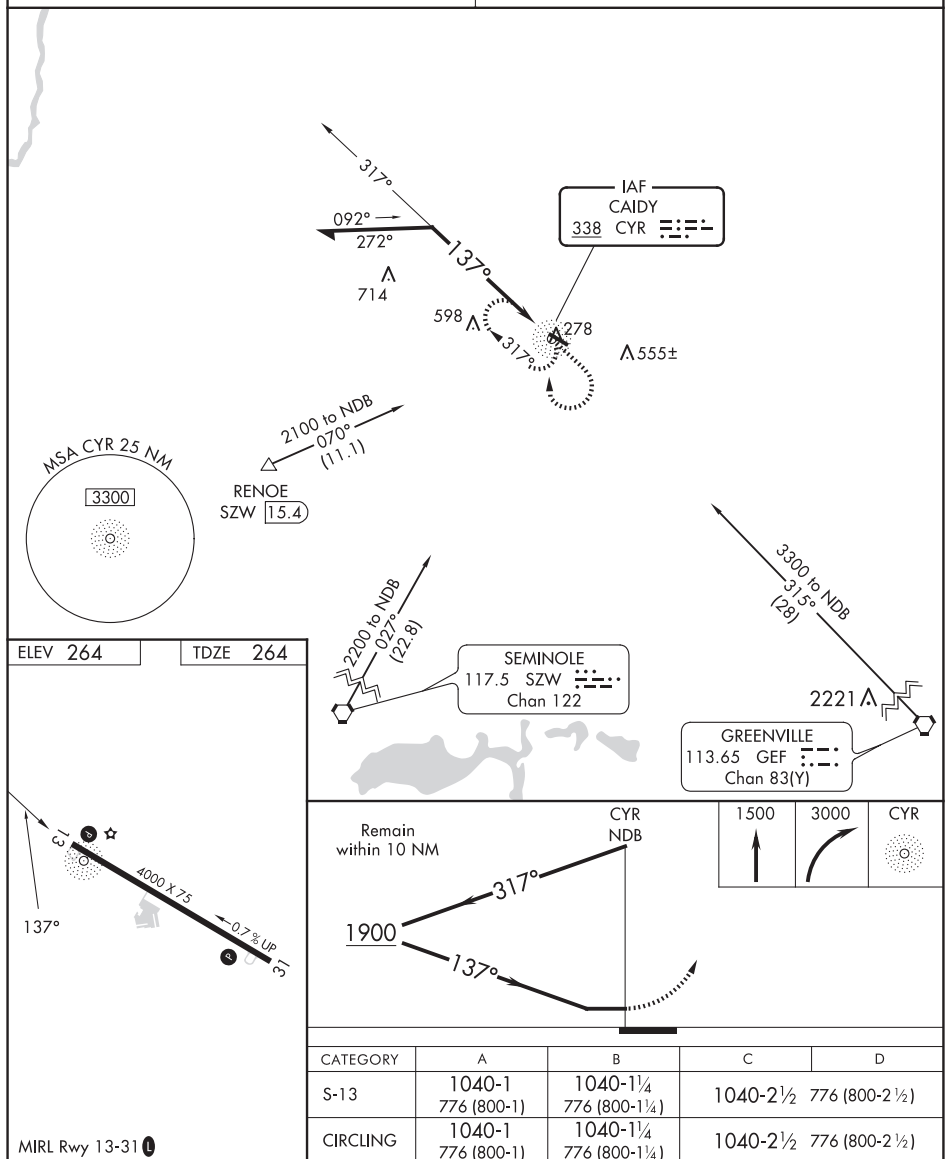 317°
IAF
CAIDY
338 CYR
092°
272°
137°
714
598
278
317°
555±
2100 to NDB
070°
(11.1)
MSA CYR 25 NM
3300
RENOE
SZW 15.4
3300 to NDB
315°
(28)
2200 to NDB
027°
(22.8)
ELEV 264
TDZE 264
SEMINOLE
117.5 SZW
Chan 122
2221
GREENVILLE
113.65 GEF
Chan 83(Y)
13
P
4000 X 75
0.7% UP
137°
P
31
MIRL Rwy 13-31 L
Remain
within 10 NM
CYR
NDB
317°
1900
137°
1500
3000
CYR
CATEGORY A B C D
S-13 1040-1 1040-1¼ 1040-2½ 776 (800-2½)
776 (800-1) 776 (800-1¼)
CIRCLING 1040-1 1040-1¼ 1040-2½ 776 (800-2½)
776 (800-1) 776 (800-1¼)